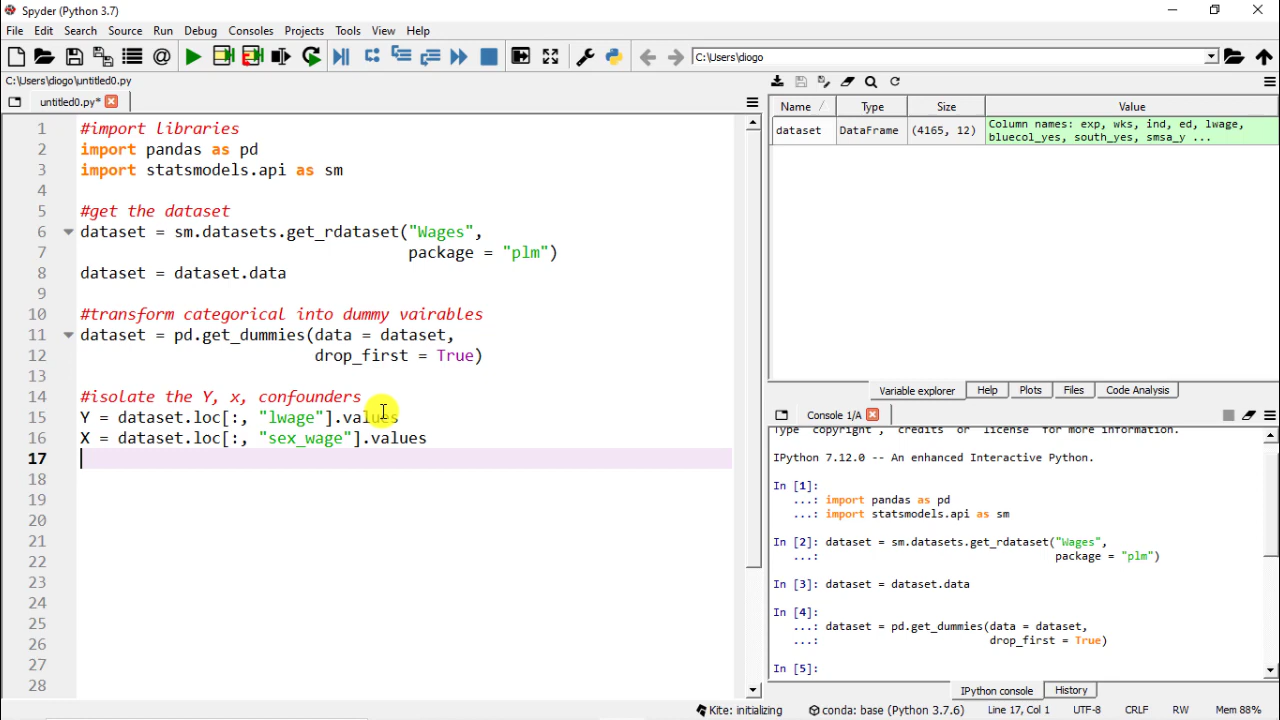 Spyder (Python 3.7)
File Edit Search Source Run Debug Consoles Projects Tools View Help
C:\Users\diogo
C:\Users\diogo\untitled0.py
untitled0.py*
1 #import libraries
2 import pandas as pd
3 import statsmodels.api as sm
4
5 #get the dataset
6 dataset = sm.datasets.get_rdataset("Wages",
7 package = "plm")
8 dataset = dataset.data
9
10 #transform categorical into dummy vairables
11 dataset = pd.get_dummies(data = dataset,
12 drop_first = True)
13
14 #isolate the Y, x, confounders
15 Y = dataset.loc[:, "lwage"].values
16 X = dataset.loc[:, "sex_wage"].values
17
18
19
20
21
22
23
24
25
26
27
28
Name Type Size Value
dataset DataFrame (4165, 12) Column names: exp, wks, ind, ed, lwage,
bluecol_yes, south_yes, smsa_y ...
Variable explorer Help Plots Files Code Analysis
Console 1/A
Type "copyright", "credits" or "license" for more information.
IPython 7.12.0 -- An enhanced Interactive Python.
In [1]:
...: import pandas as pd
...: import statsmodels.api as sm
In [2]: dataset = sm.datasets.get_rdataset("Wages",
...: package = "plm")
In [3]: dataset = dataset.data
In [4]:
...: dataset = pd.get_dummies(data = dataset,
...: drop_first = True)
In [5]:
IPython console History
Kite: initializing conda: base (Python 3.7.6) Line 17, Col 1 UTF-8 CRLF RW Mem 88%